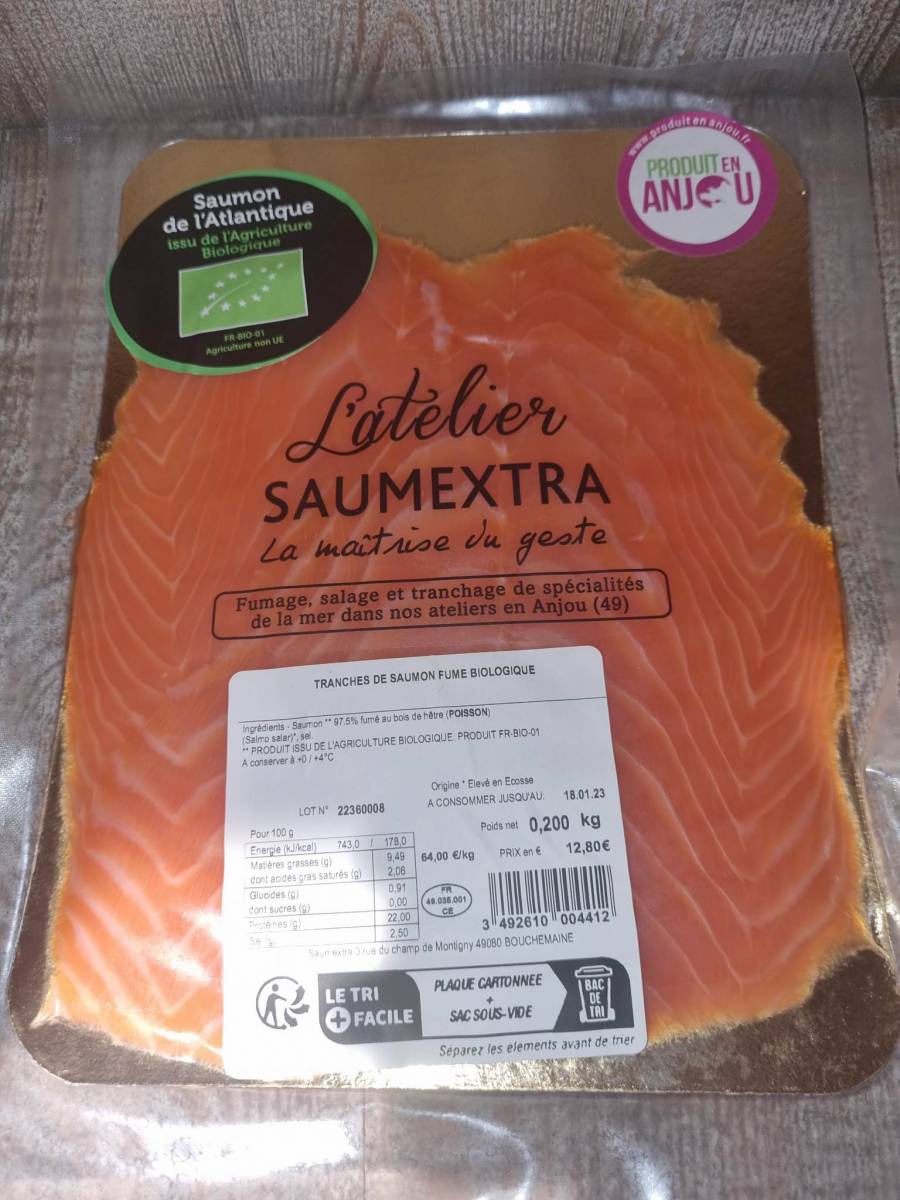 Saumon
de l'Atlantique
issu de l'Agriculture
Biologique
FR-BIO-01
Agriculture non UE
www.produitenanjou.fr
PRODUIT EN
ANJOU
L'atelier
SAUMEXTRA
La maîtrise du geste
Fumage, salage et tranchage de spécialités
de la mer dans nos ateliers en Anjou (49)
TRANCHES DE SAUMON FUME BIOLOGIQUE
Ingrédients - Saumon ** 97.5% fumé au bois de hêtre (POISSON)
(Salmo salar)*, sel.
** PRODUIT ISSU DE L'AGRICULTURE BIOLOGIQUE. PRODUIT FR-BIO-01
A conserver à +0 / +4°C
Origine * Elevé en Ecosse
LOT N° 22360008
A CONSOMMER JUSQU'AU: 18.01.23
Poids net 0,200 kg
Pour 100 g
Energie (kJ/kcal) 743,0 / 178,0
Matières grasses (g) 9,49
dont acides gras saturés (g) 2,06
Glucides (g) 0,91
dont sucres (g) 0,00
Protéines (g) 22,00
Sel (g) 2,50
64,00 €/kg
PRIX en € 12,80€
FR
49.035.001
CE
3 492610 004412
Saumextra 3 rue du champ de Montigny 49080 BOUCHEMAINE
LE TRI
+ FACILE
PLAQUE CARTONNEE
+
SAC SOUS-VIDE
BAC
DE
TRI
Séparez les elements avant de trier